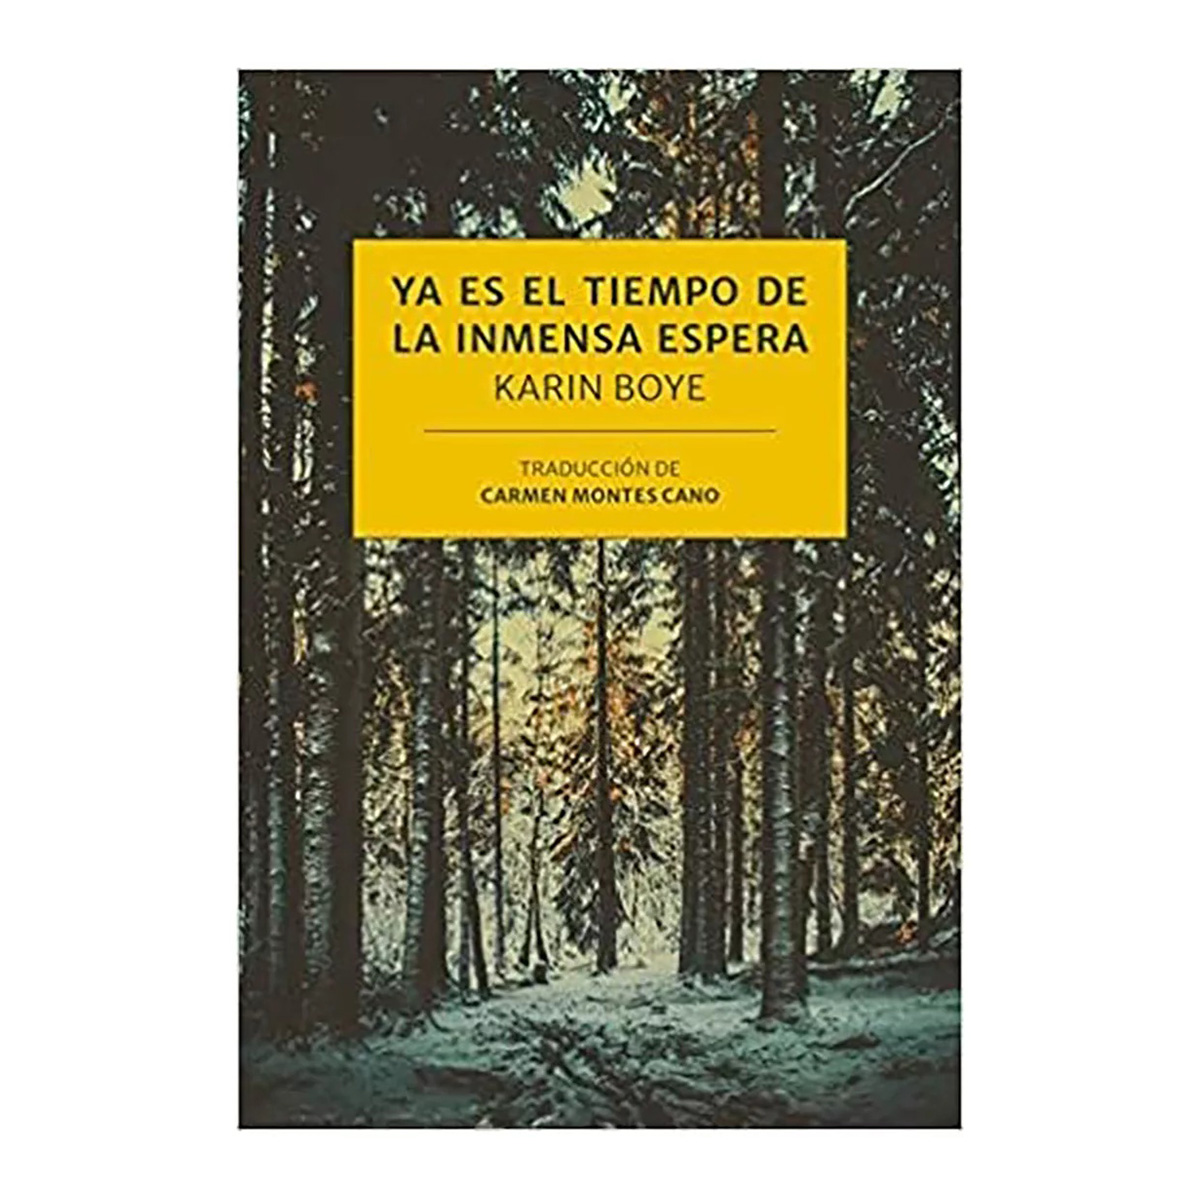 YA ES EL TIEMPO DE
LA INMENSA ESPERA
KARIN BOYE
TRADUCCIÓN DE
CARMEN MONTES CANO